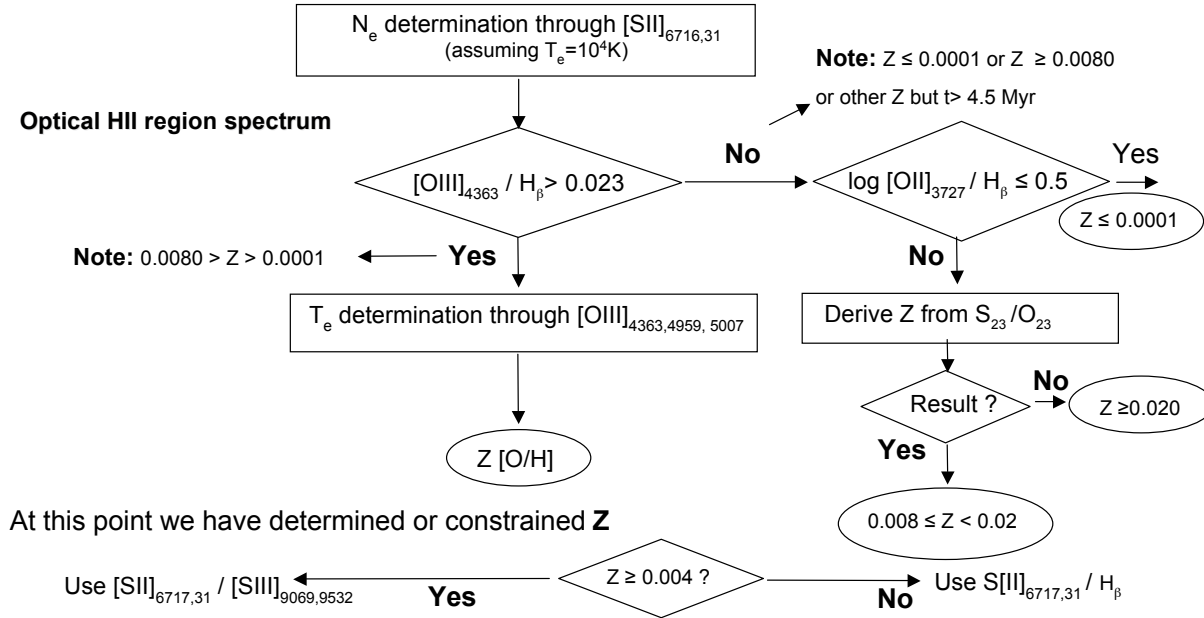 N_e determination through [SII]_6716,31
(assuming T_e=10^4K)
Note: Z ≤ 0.0001 or Z ≥ 0.0080
or other Z but t> 4.5 Myr
Optical HII region spectrum
No
Yes
[OIII]_4363 / H_β> 0.023
log [OII]_3727 / H_β ≤ 0.5
Z ≤ 0.0001
Note: 0.0080 > Z > 0.0001
Yes
No
T_e determination through [OIII]_4363,4959, 5007
Derive Z from S_23 /O_23
Result ?
No
Z ≥0.020
Yes
Z [O/H]
0.008 ≤ Z < 0.02
At this point we have determined or constrained Z
Z ≥ 0.004 ?
Use [SII]_6717,31 / [SIII]_9069,9532
Yes
No
Use S[II]_6717,31 / H_β